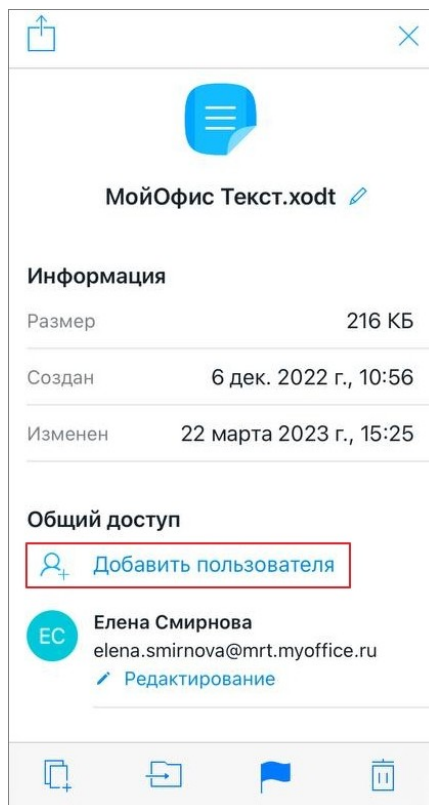 МойОфис Текст.xodt
Информация
Размер 216 КБ
Создан 6 дек. 2022 г., 10:56
Изменен 22 марта 2023 г., 15:25
Общий доступ
Добавить пользователя
ЕС
Елена Смирнова
elena.smirnova@mrt.myoffice.ru
Редактирование